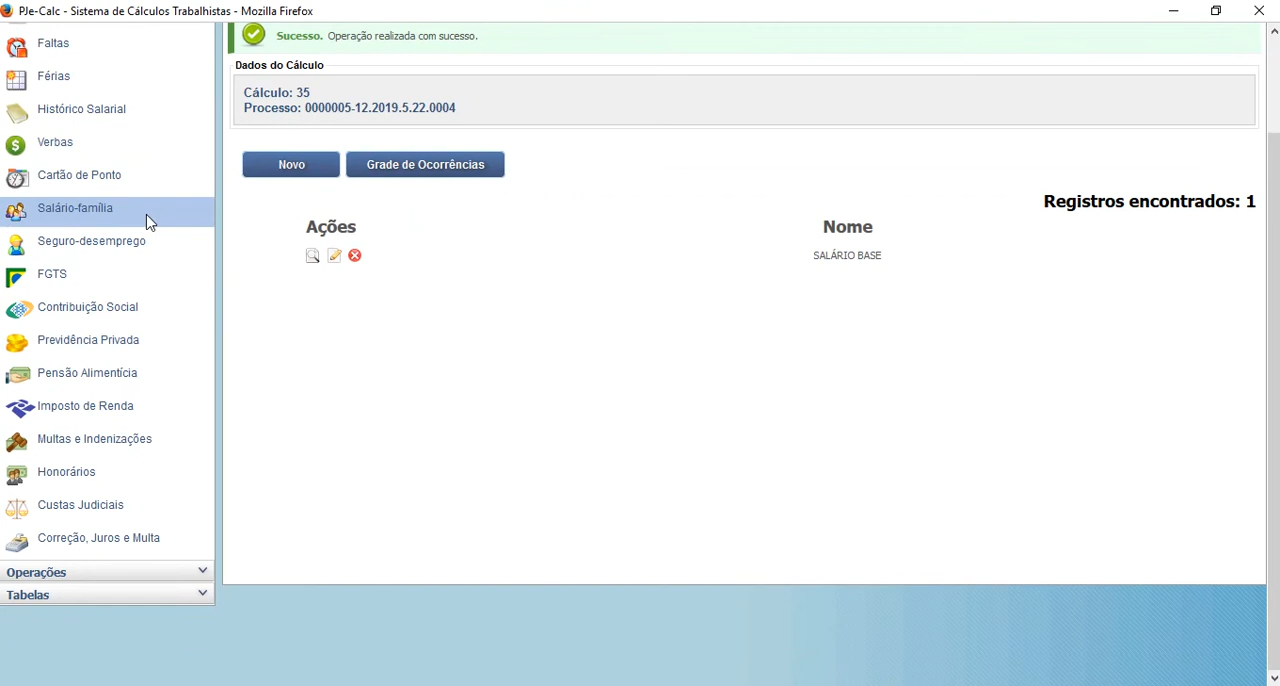 PJe-Calc - Sistema de Cálculos Trabalhistas - Mozilla Firefox
Faltas
Férias
Histórico Salarial
Verbas
Cartão de Ponto
Salário-família
Seguro-desemprego
FGTS
Contribuição Social
Previdência Privada
Pensão Alimentícia
Imposto de Renda
Multas e Indenizações
Honorários
Custas Judiciais
Correção, Juros e Multa
Operações
Tabelas
Sucesso. Operação realizada com sucesso.
Dados do Cálculo
Cálculo: 35
Processo: 0000005-12.2019.5.22.0004
Novo
Grade de Ocorrências
Registros encontrados: 1
Ações Nome
SALÁRIO BASE